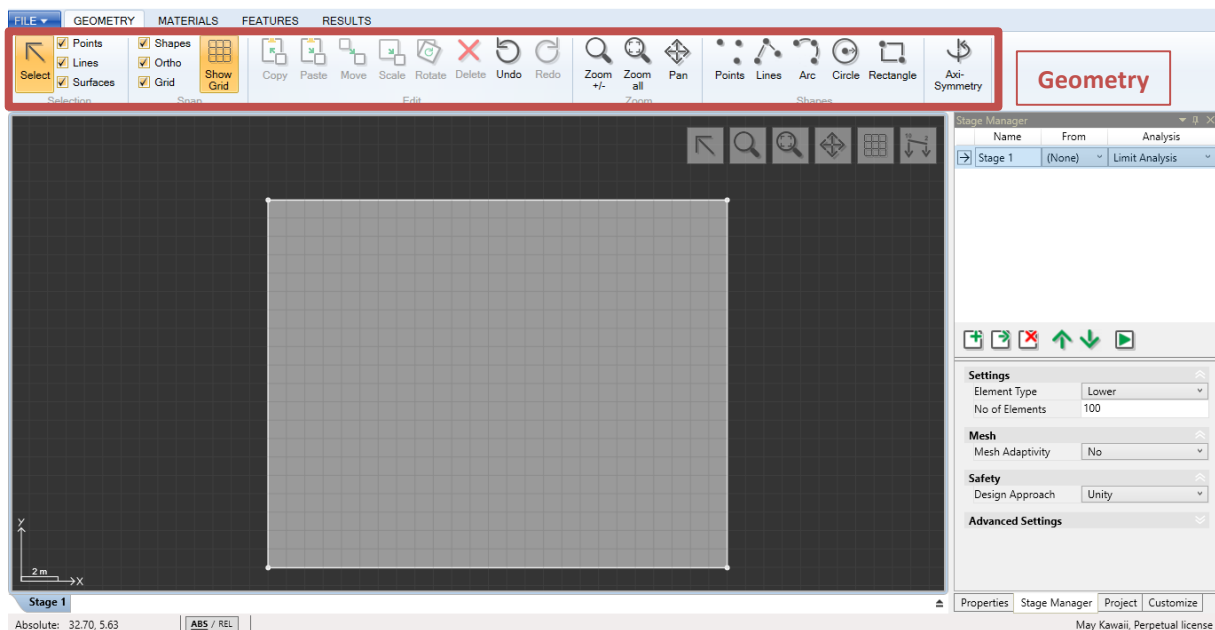 FILE GEOMETRY MATERIALS FEATURES RESULTS
Select
Points
Lines
Surfaces
Selection
Shapes
Ortho
Grid
Show Grid
Snap
Copy Paste Move Scale Rotate Delete Undo Redo
Edit
Zoom +/- Zoom all Pan
Zoom
Points Lines Arc Circle Rectangle
Shapes
Axi-Symmetry
Geometry
Stage Manager
Name From Analysis
Stage 1 (None) Limit Analysis
Settings
Element Type Lower
No of Elements 100
Mesh
Mesh Adaptivity No
Safety
Design Approach Unity
Advanced Settings
Y
2 m
X
Stage 1
Properties Stage Manager Project Customize
Absolute: 32.70, 5.63 ABS / REL
May Kawaii, Perpetual license